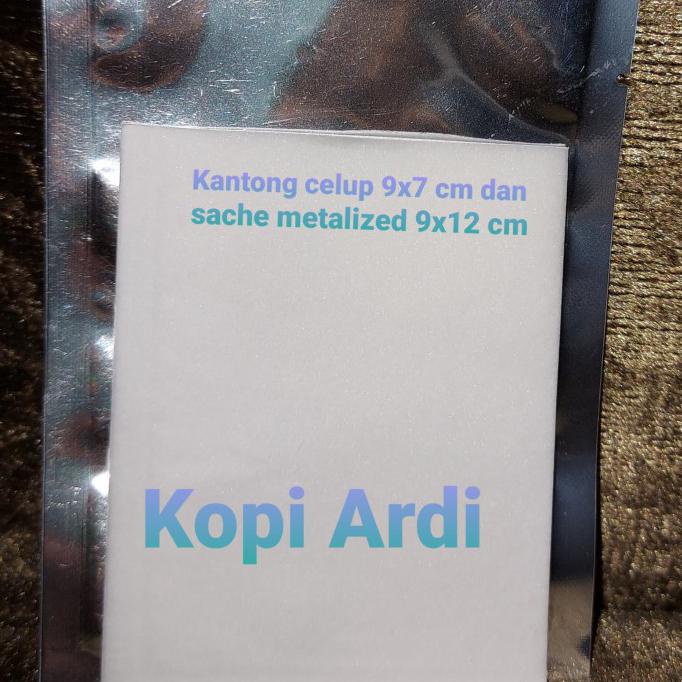 Kantong celup 9x7 cm dan
sache metalized 9x12 cm
Kopi Ardi